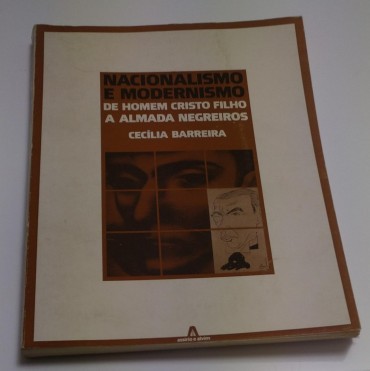 NACIONALISMO
E MODERNISMO
DE HOMEM CRISTO FILHO
A ALMADA NEGREIROS
CECÍLIA BARREIRA